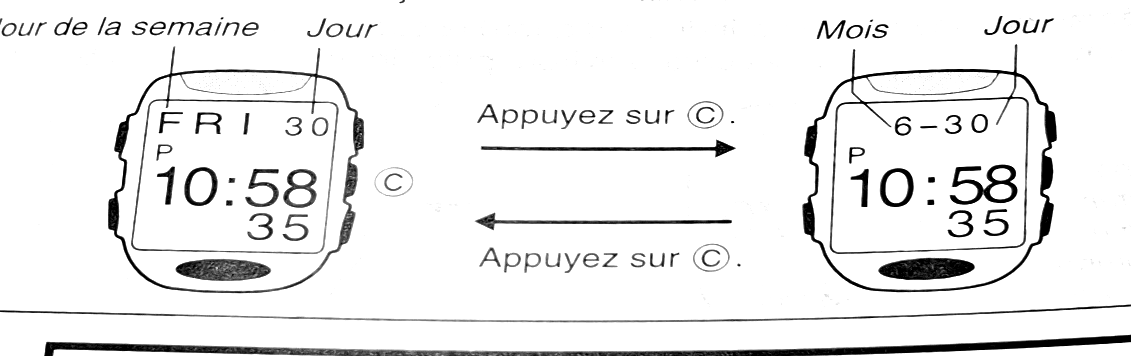 Jour de la semaine Jour
FRI 30
P
10:58
35
C
Appuyez sur C.
Appuyez sur C.
Mois Jour
6-30
P
10:58
35